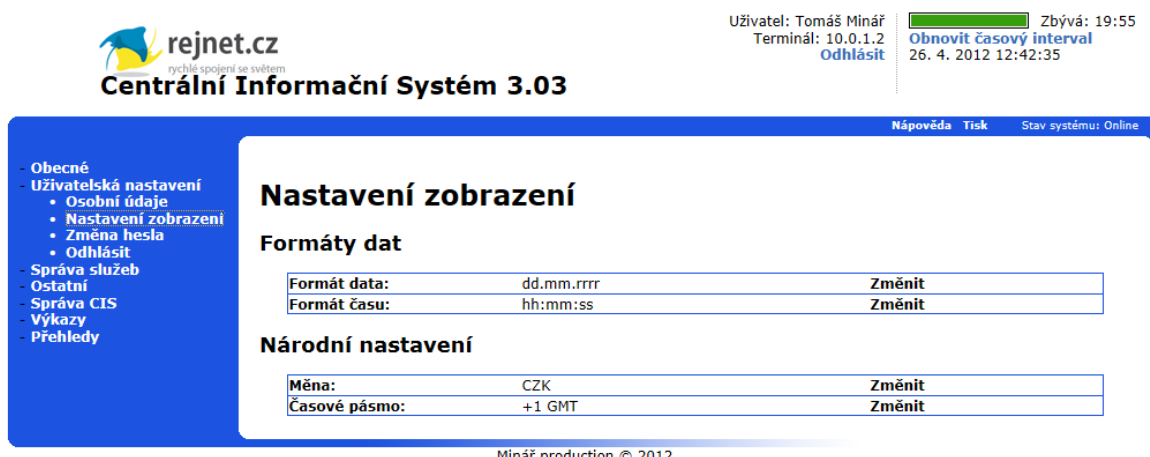 rejnet.cz
rychlé spojení se světem
Centrální Informační Systém 3.03
Uživatel: Tomáš Minář
Terminál: 10.0.1.2
Odhlásit
Zbývá: 19:55
Obnovit časový interval
26. 4. 2012 12:42:35
Nápověda Tisk Stav systému: Online
- Obecné
- Uživatelská nastavení
• Osobní údaje
• Nastavení zobrazení
• Změna hesla
• Odhlásit
- Správa služeb
- Ostatní
- Správa CIS
- Výkazy
- Přehledy
Nastavení zobrazení
Formáty dat
Formát data: dd.mm.rrrr Změnit
Formát času: hh:mm:ss Změnit
Národní nastavení
Měna: CZK Změnit
Časové pásmo: +1 GMT Změnit
Minář production © 2012